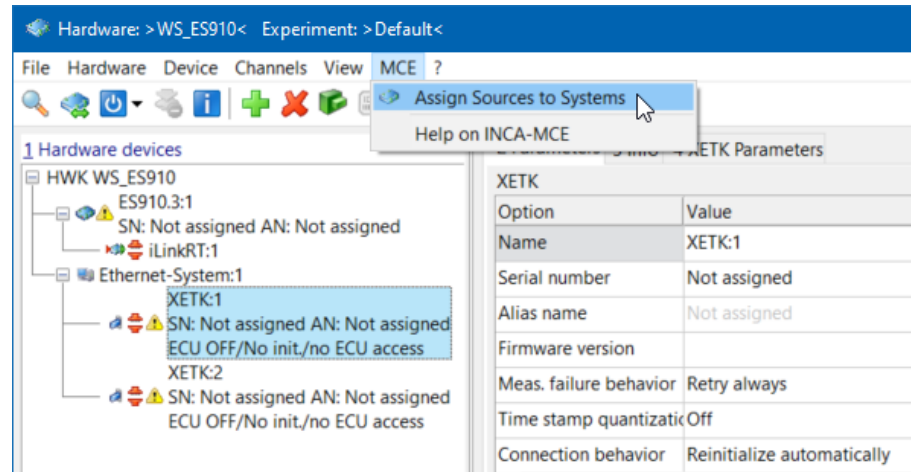 Hardware: >WS_ES910< Experiment: >Default<
File Hardware Device Channels View MCE ?
Assign Sources to Systems
Help on INCA-MCE
1 Hardware devices
XETK Parameters
HWK WS_ES910
ES910.3:1
SN: Not assigned AN: Not assigned
iLinkRT:1
Ethernet-System:1
XETK:1
SN: Not assigned AN: Not assigned
ECU OFF/No init./no ECU access
XETK:2
SN: Not assigned AN: Not assigned
ECU OFF/No init./no ECU access
XETK
Option Value
Name XETK:1
Serial number Not assigned
Alias name Not assigned
Firmware version
Meas. failure behavior Retry always
Time stamp quantizatic Off
Connection behavior Reinitialize automatically